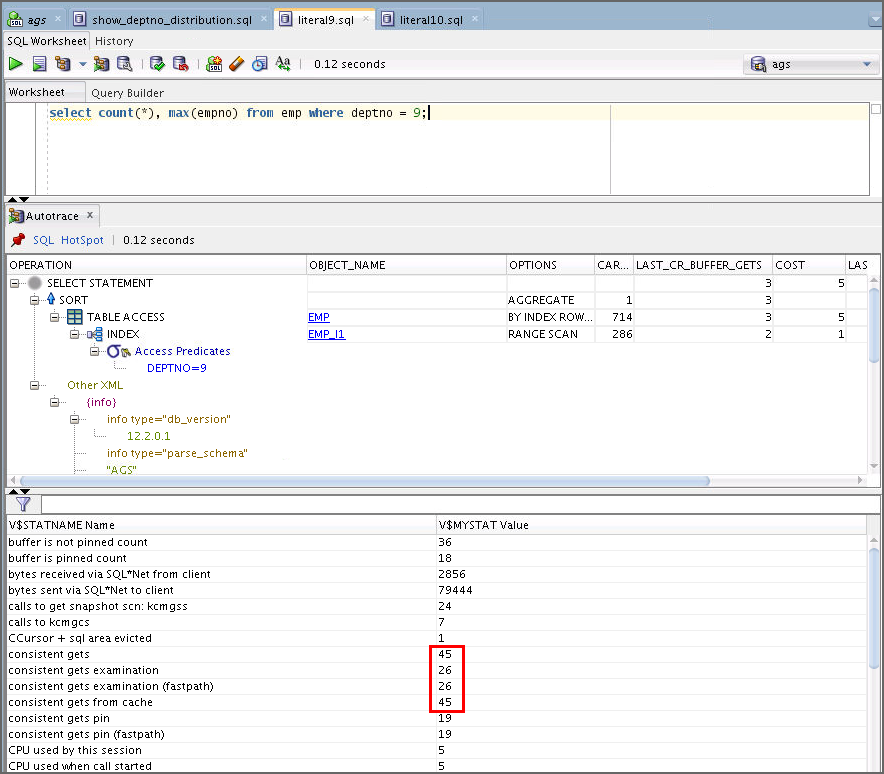 ags show_deptno_distribution.sql literal9.sql literal10.sql
SQL Worksheet History
SQL 0.12 seconds ags
Worksheet Query Builder
select count(*), max(empno) from emp where deptno = 9;
Autotrace
SQL HotSpot 0.12 seconds
OPERATION OBJECT_NAME OPTIONS CAR... LAST_CR_BUFFER_GETS COST LAS
SELECT STATEMENT 3 5
SORT AGGREGATE 1 3
TABLE ACCESS EMP BY INDEX ROW... 714 3 5
INDEX EMP_I1 RANGE SCAN 286 2 1
Access Predicates
DEPTNO=9
Other XML
{info}
info type="db_version"
12.2.0.1
info type="parse_schema"
"AGS"
V$STATNAME Name V$MYSTAT Value
buffer is not pinned count 36
buffer is pinned count 18
bytes received via SQL*Net from client 2856
bytes sent via SQL*Net to client 79444
calls to get snapshot scn: kcmgss 24
calls to kcmgcs 7
CCursor + sql area evicted 1
consistent gets 45
consistent gets examination 26
consistent gets examination (fastpath) 26
consistent gets from cache 45
consistent gets pin 19
consistent gets pin (fastpath) 19
CPU used by this session 5
CPU used when call started 5